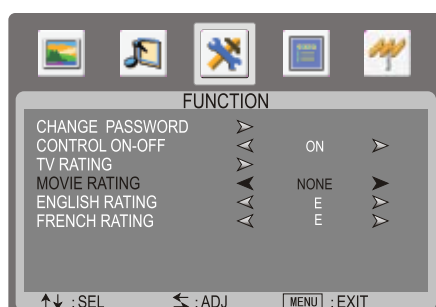 FUNCTION
CHANGE PASSWORD
CONTROL ON-OFF ON
TV RATING
MOVIE RATING NONE
ENGLISH RATING E
FRENCH RATING E
: SEL : ADJ MENU : EXIT